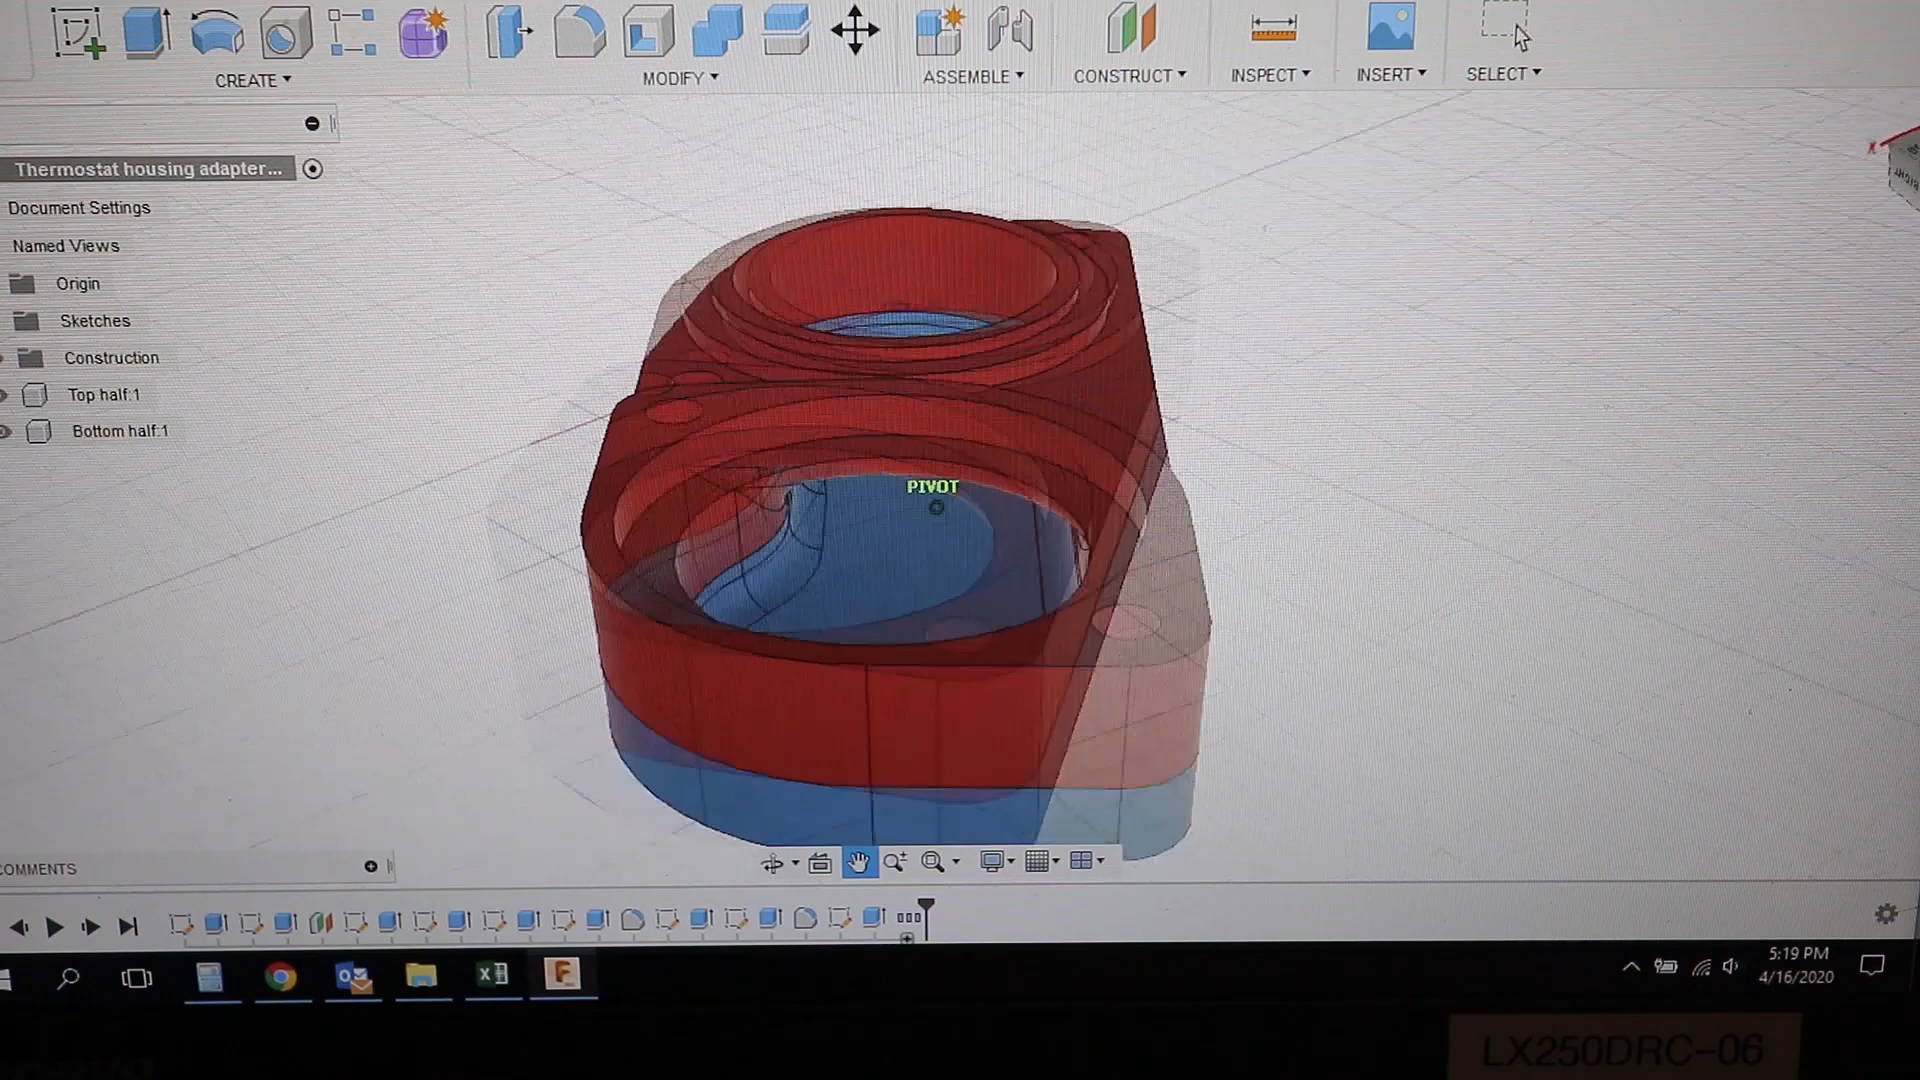 CREATE
MODIFY
ASSEMBLE
CONSTRUCT
INSPECT
INSERT
SELECT
Thermostat housing adapter...
Document Settings
Named Views
Origin
Sketches
Construction
Top half:1
Bottom half:1
X
PIVOT
COMMENTS
5:19 PM
4/16/2020
LX250DRC-06